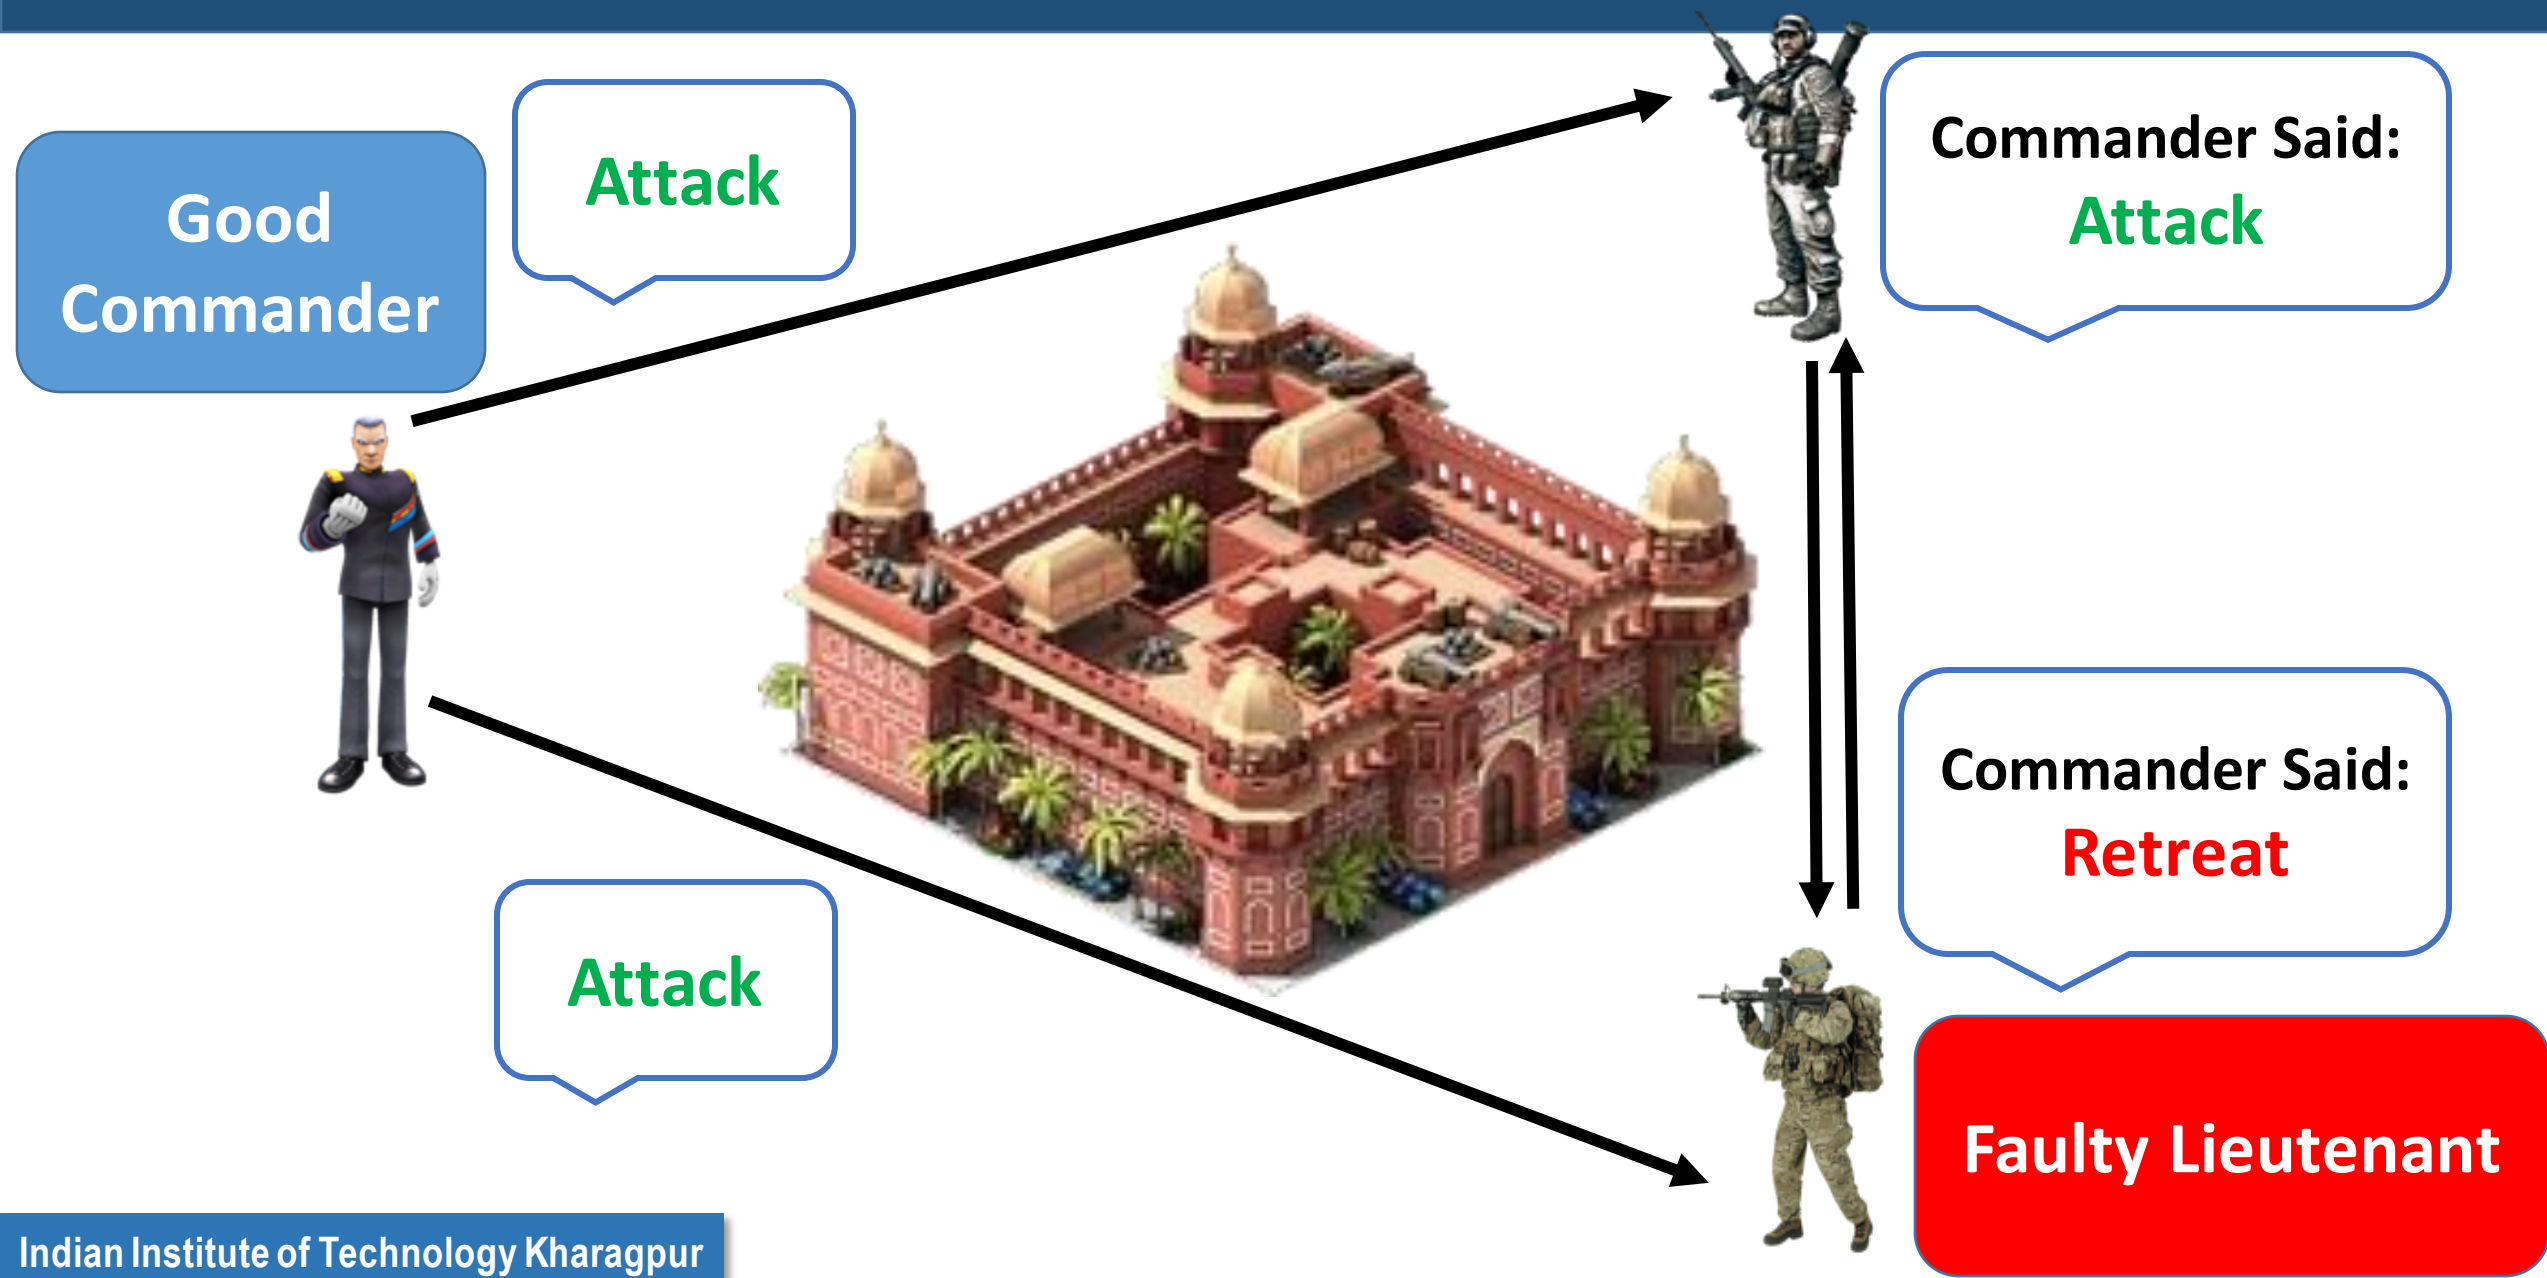 Good
Commander
Attack
Commander Said:
Attack
Attack
Commander Said:
Retreat
Faulty Lieutenant
Indian Institute of Technology Kharagpur